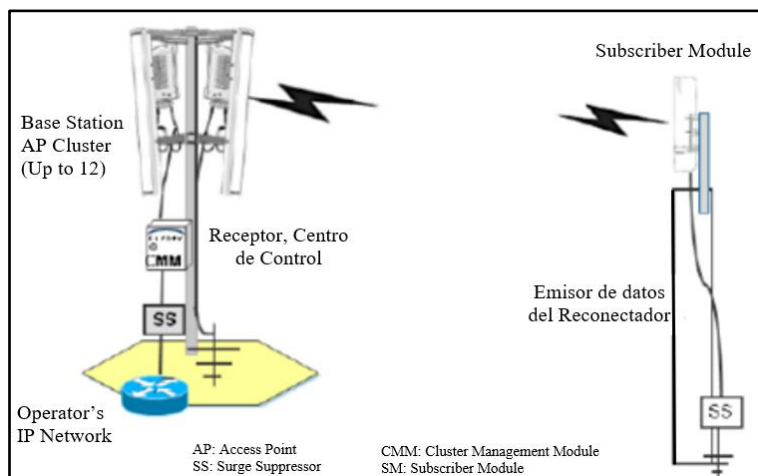 Subscriber Module
Base Station
AP Cluster
(Up to 12)
Receptor, Centro
de Control
CMM
Emisor de datos
del Reconectador
SS
SS
Operator's
IP Network
AP: Access Point
SS: Surge Suppressor
CMM: Cluster Management Module
SM: Subscriber Module